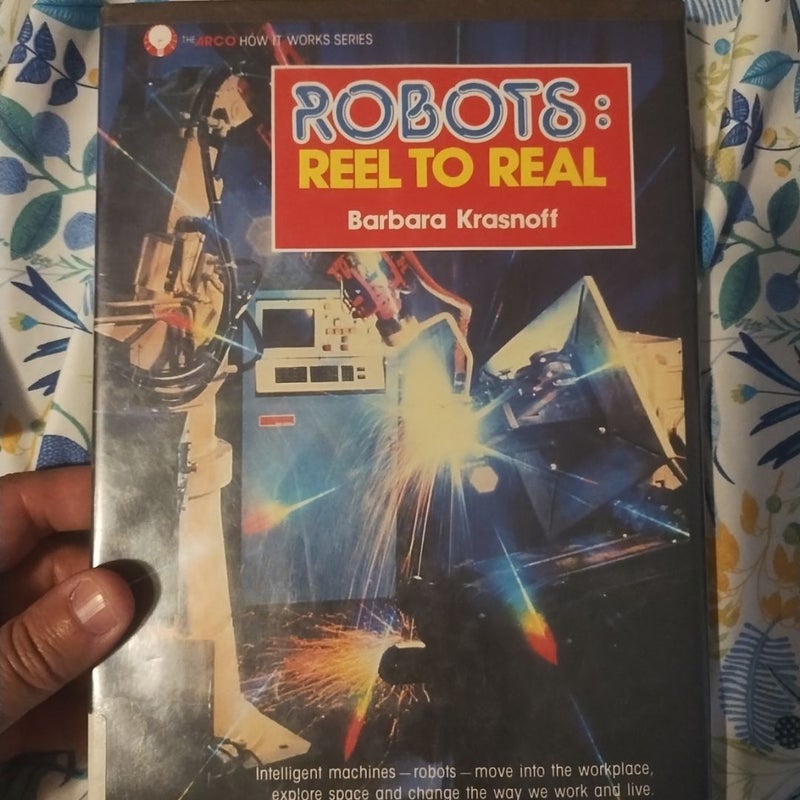 THE ARCO HOW IT WORKS SERIES
ROBOTS:
REEL TO REAL
Barbara Krasnoff
Intelligent machines – robots – move into the workplace,
explore space and change the way we work and live.